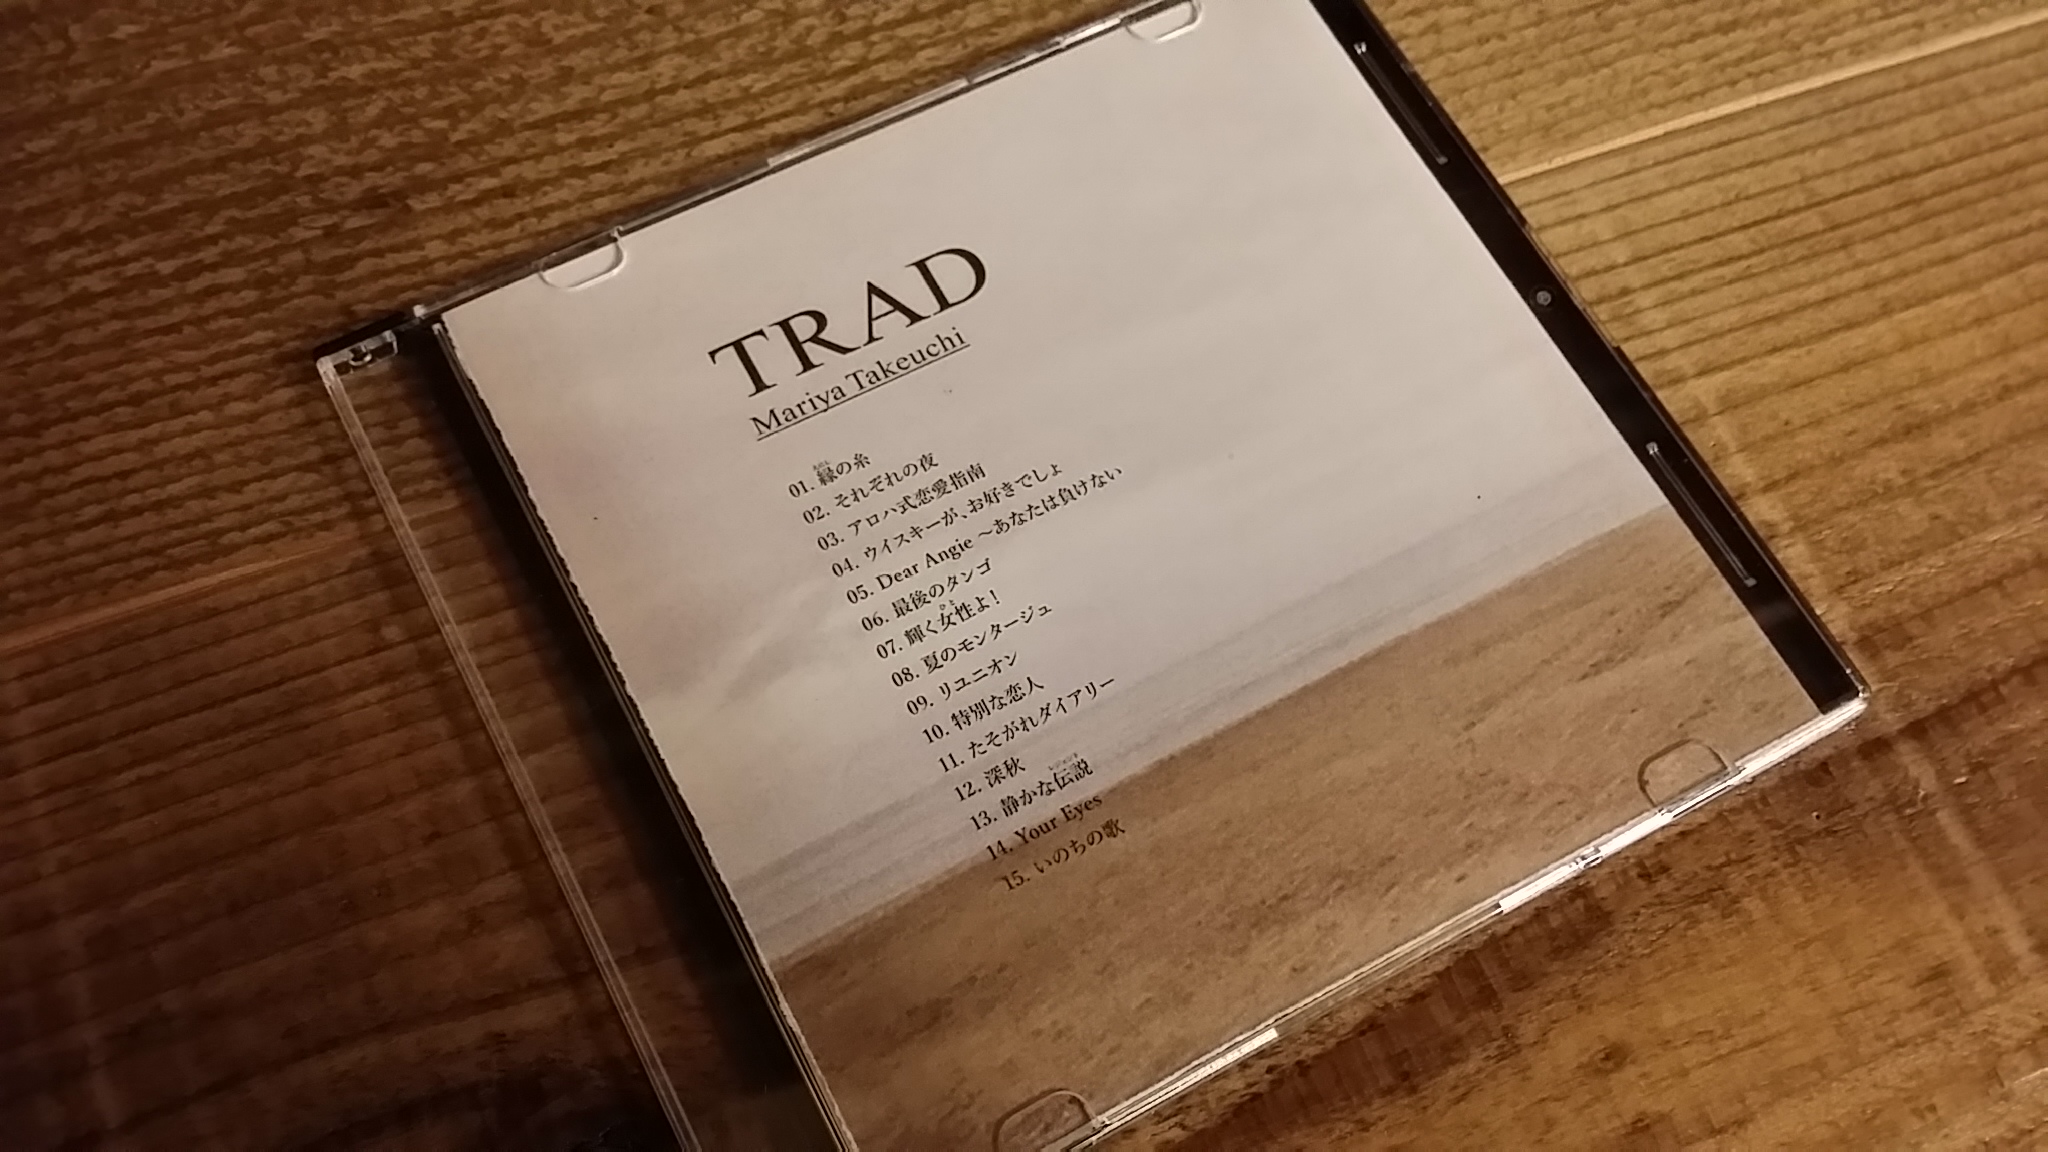 TRAD
Mariya Takeuchi
01. 縁の糸
02. それぞれの夜
03. アロハ式恋愛指南
04. ウイスキーが、お好きでしょ
05. Dear Angie ～あなたは負けない
06. 最後のタンゴ
07. 輝く女性よ！
08. 夏のモンタージュ
09. リユニオン
10. 特別な恋人
11. たそがれダイアリー
12. 深秋
13. 静かな伝説
14. Your Eyes
15. いのちの歌